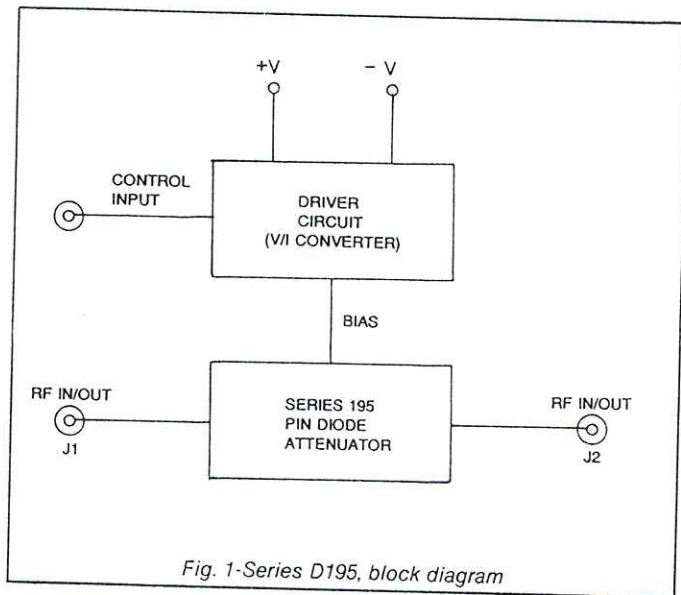 +V
– V
CONTROL
INPUT
DRIVER
CIRCUIT
(V/I CONVERTER)
BIAS
RF IN/OUT
J1
SERIES 195
PIN DIODE
ATTENUATOR
RF IN/OUT
J2
Fig. 1-Series D195, block diagram